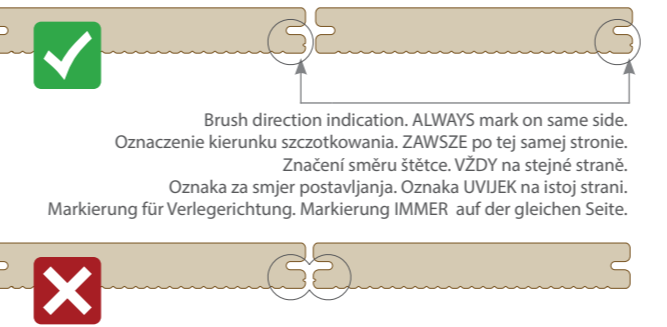 Brush direction indication. ALWAYS mark on same side.
Oznaczenie kierunku szczotkowania. ZAWSZE po tej samej stronie.
Značení směru štětce. VŽDY na stejné straně.
Oznaka za smjer postavljanja. Oznaka UVIJEK na istoj strani.
Markierung für Verlegerichtung. Markierung IMMER auf der gleichen Seite.